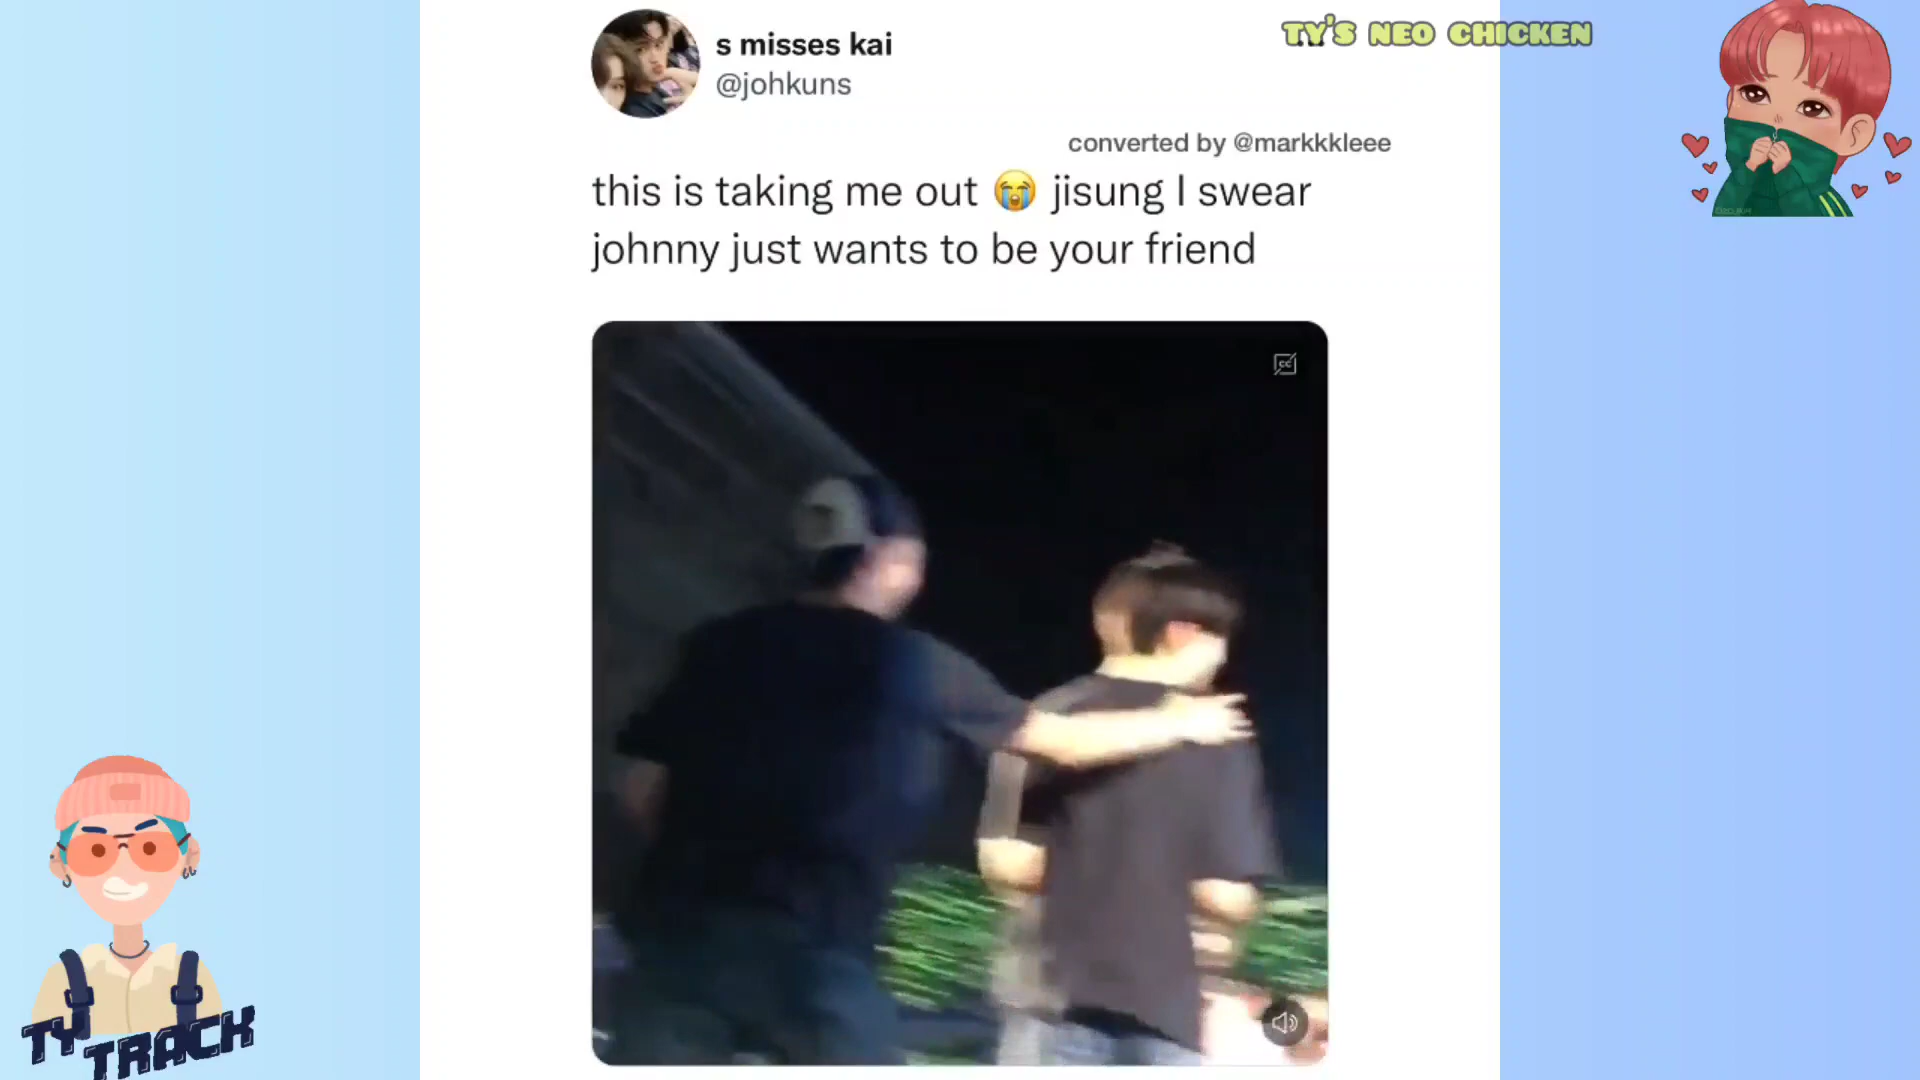 TY'S NEO CHICKEN
s misses kai
@johkuns
converted by @markkkleee
this is taking me out 😭 jisung I swear
johnny just wants to be your friend
CC
TY
TRACK